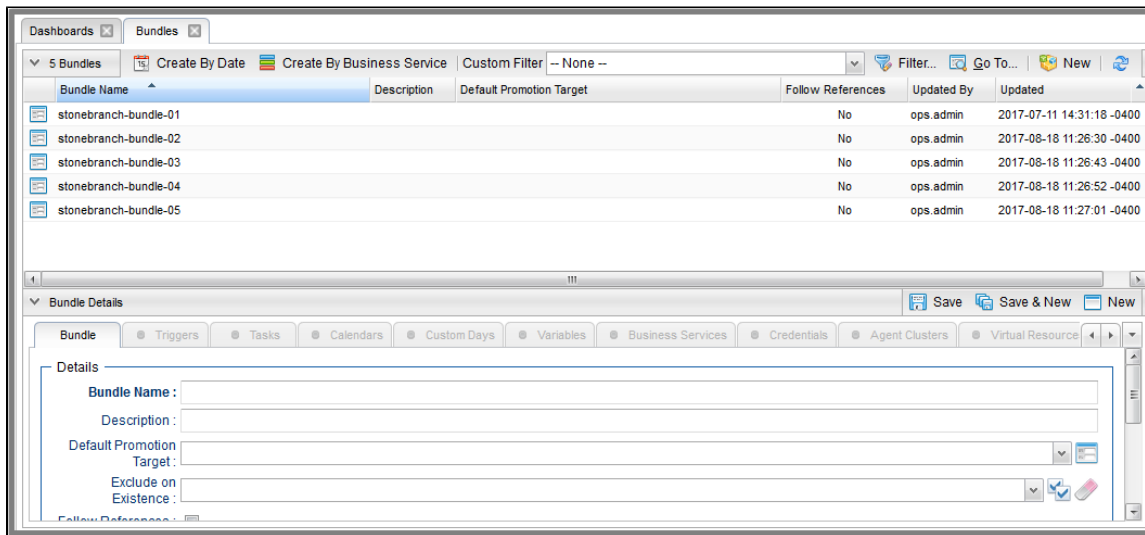 Dashboards Bundles
5 Bundles Create By Date Create By Business Service Custom Filter -- None -- Filter... Go To... New
Bundle Name Description Default Promotion Target Follow References Updated By Updated
stonebranch-bundle-01 No ops.admin 2017-07-11 14:31:18 -0400
stonebranch-bundle-02 No ops.admin 2017-08-18 11:26:30 -0400
stonebranch-bundle-03 No ops.admin 2017-08-18 11:26:43 -0400
stonebranch-bundle-04 No ops.admin 2017-08-18 11:26:52 -0400
stonebranch-bundle-05 No ops.admin 2017-08-18 11:27:01 -0400
Bundle Details Save Save & New New
Bundle Triggers Tasks Calendars Custom Days Variables Business Services Credentials Agent Clusters Virtual Resource
Details
Bundle Name :
Description :
Default Promotion
Target :
Exclude on
Existence :
Follow References :